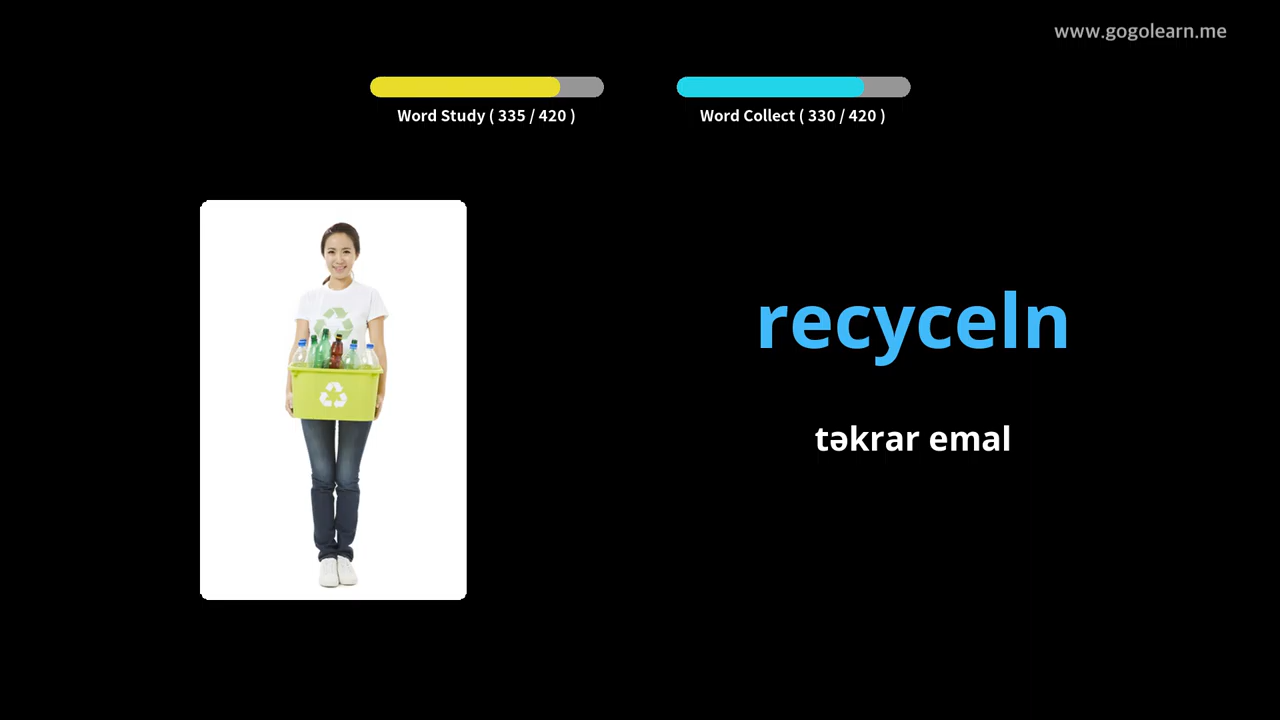 www.gogolearn.me
Word Study ( 335 / 420 )
Word Collect ( 330 / 420 )
recyceln
təkrar emal